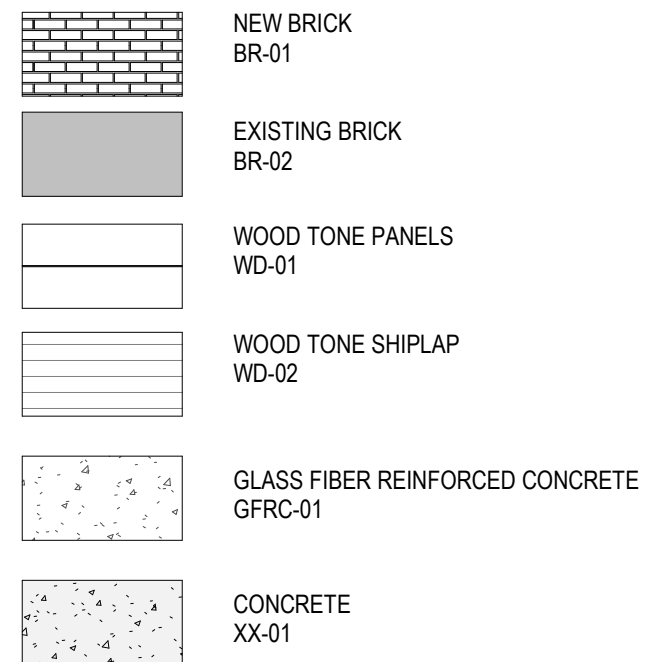 NEW BRICK
BR-01
EXISTING BRICK
BR-02
WOOD TONE PANELS
WD-01
WOOD TONE SHIPLAP
WD-02
GLASS FIBER REINFORCED CONCRETE
GFRC-01
CONCRETE
XX-01